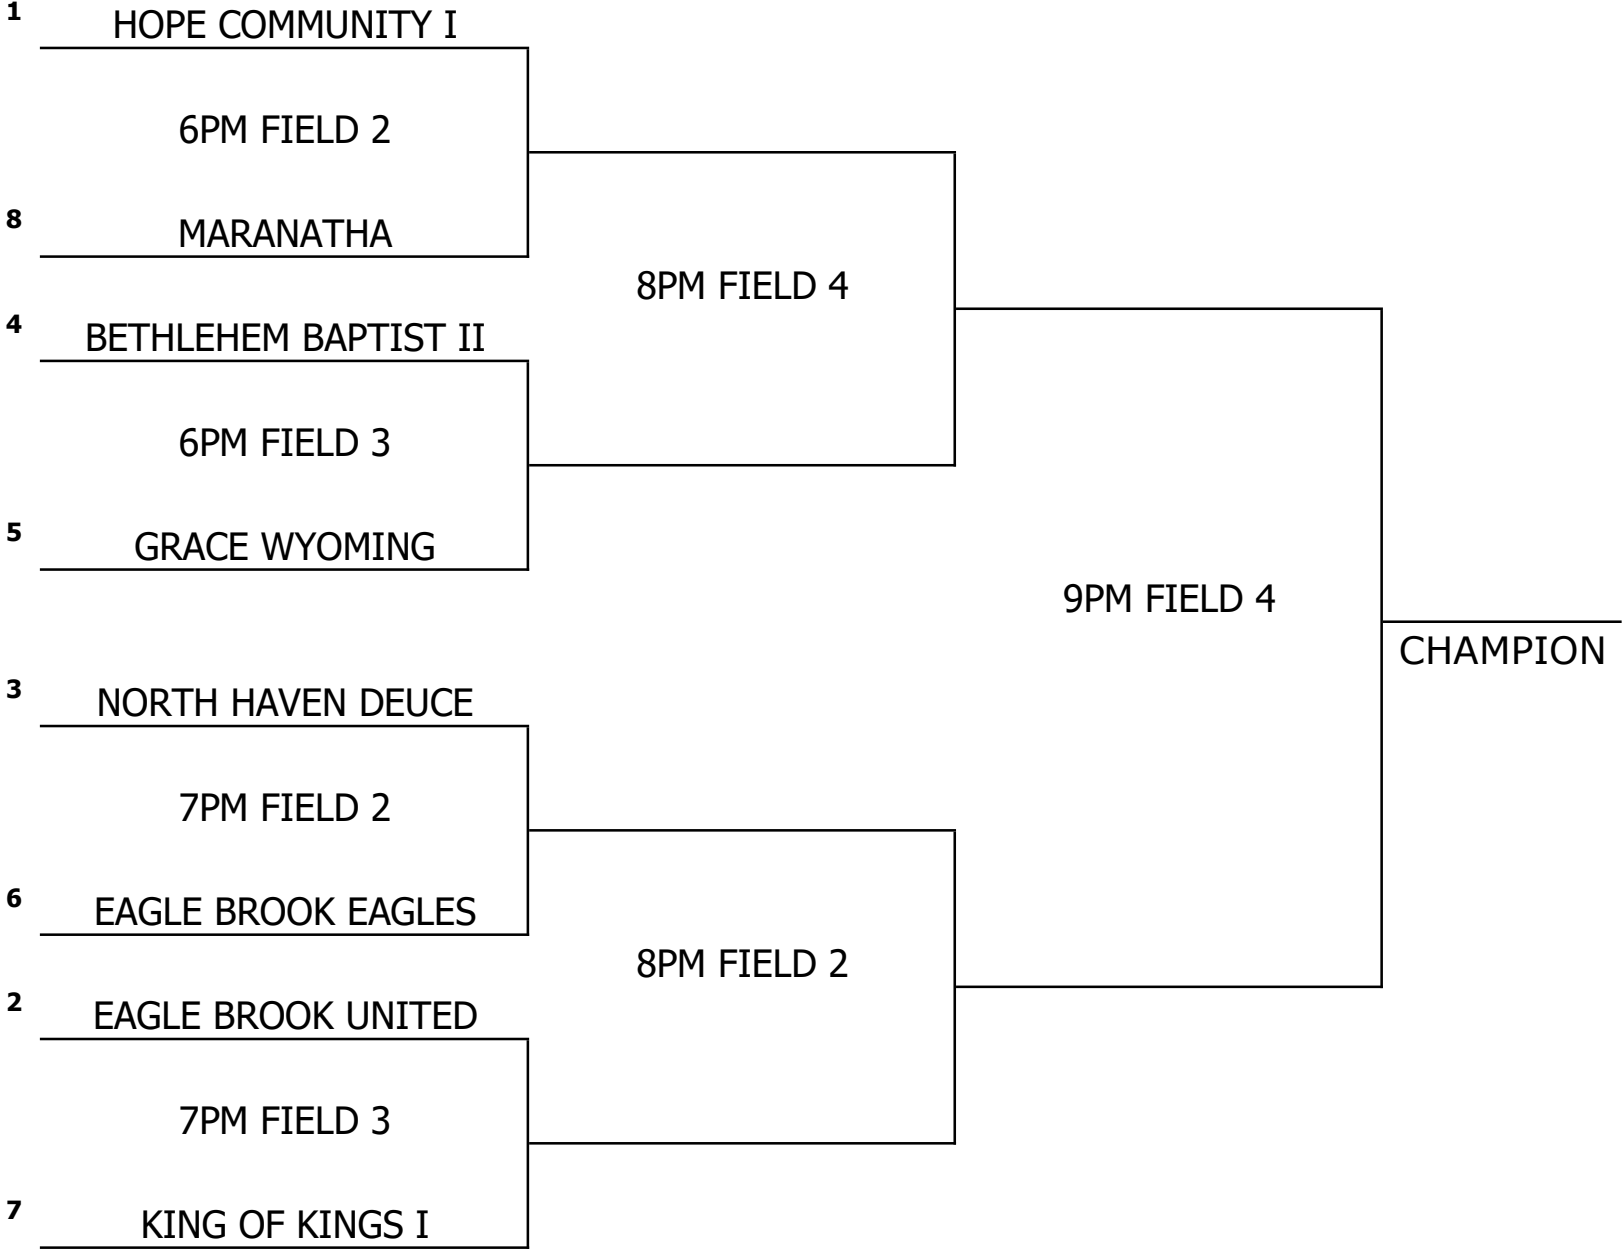 1
HOPE COMMUNITY I
6PM FIELD 2
8
MARANATHA
8PM FIELD 4
4
BETHLEHEM BAPTIST II
6PM FIELD 3
5
GRACE WYOMING
9PM FIELD 4
CHAMPION
3
NORTH HAVEN DEUCE
7PM FIELD 2
6
EAGLE BROOK EAGLES
8PM FIELD 2
2
EAGLE BROOK UNITED
7PM FIELD 3
7
KING OF KINGS I